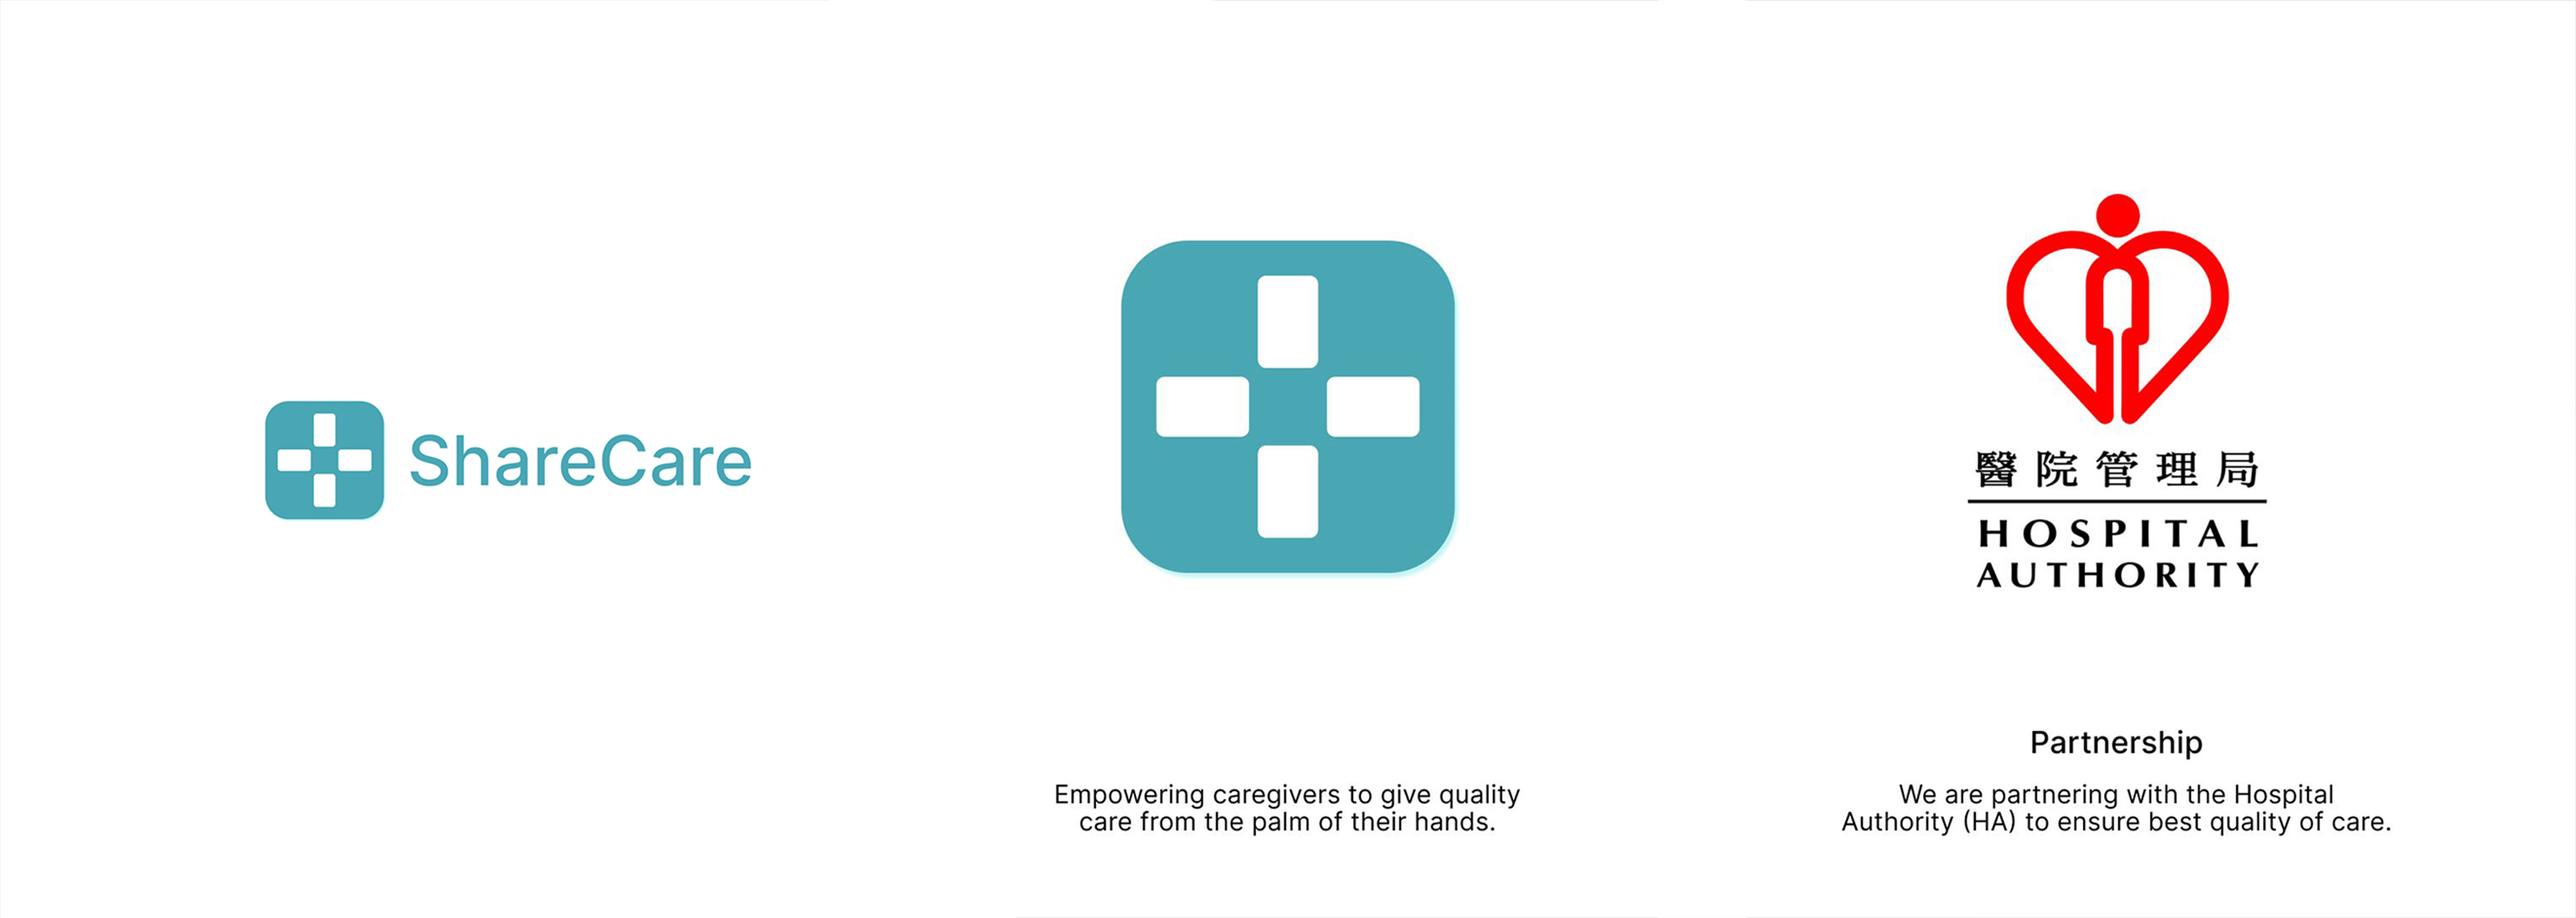 ShareCare
Empowering caregivers to give quality
care from the palm of their hands.
醫院管理局
HOSPITAL
AUTHORITY
Partnership
We are partnering with the Hospital
Authority (HA) to ensure best quality of care.